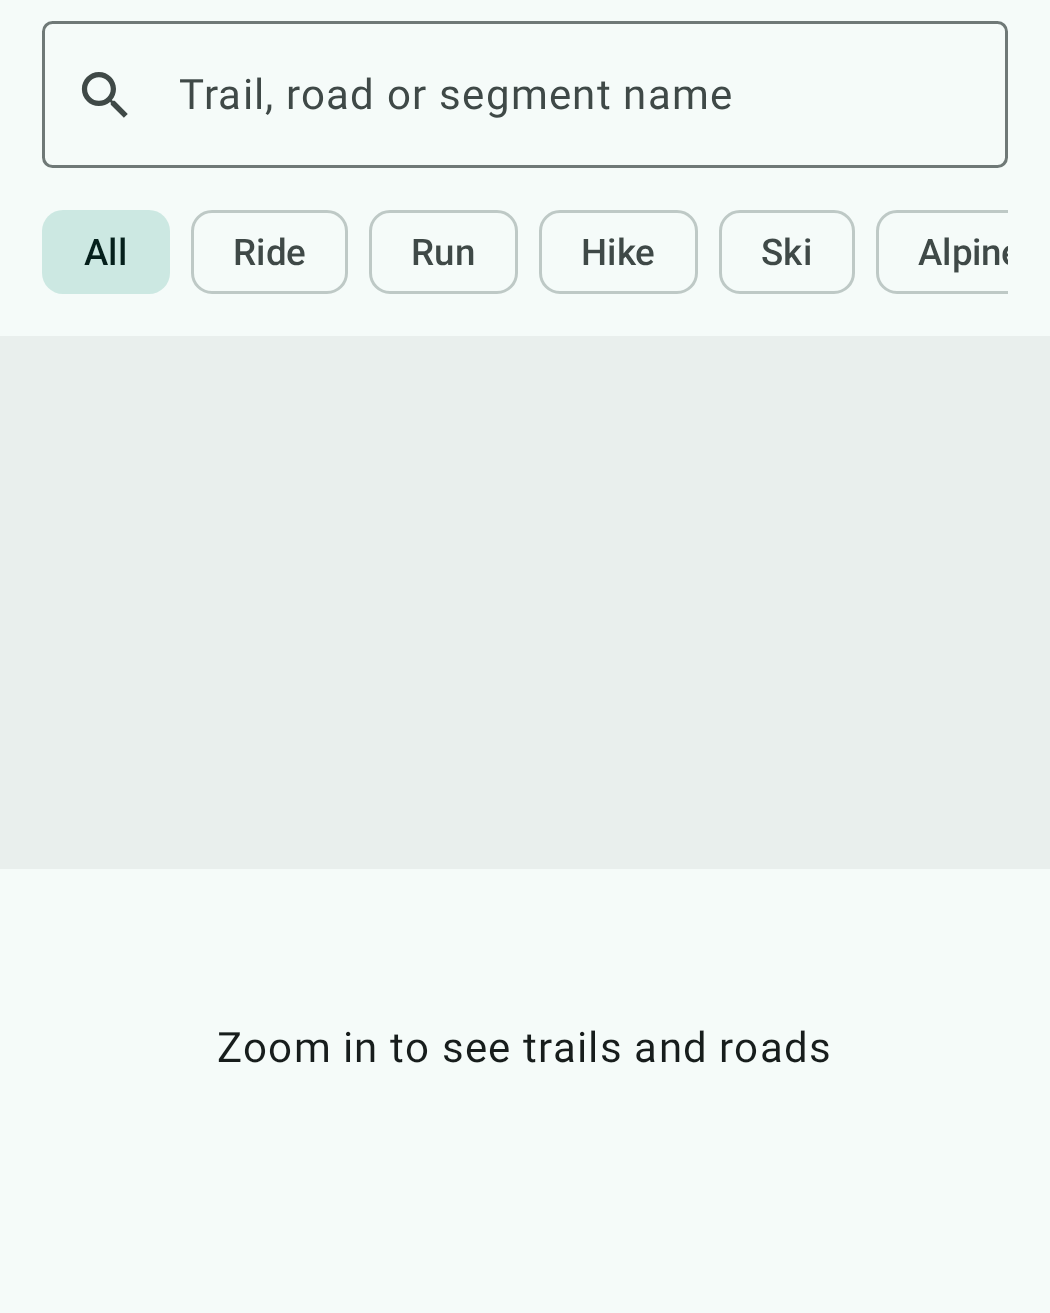 Trail, road or segment name
All Ride Run Hike Ski
Zoom in to see trails and roads